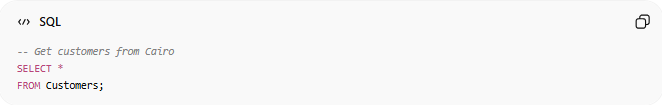 SQL
-- Get customers from Cairo
SELECT *
FROM Customers;